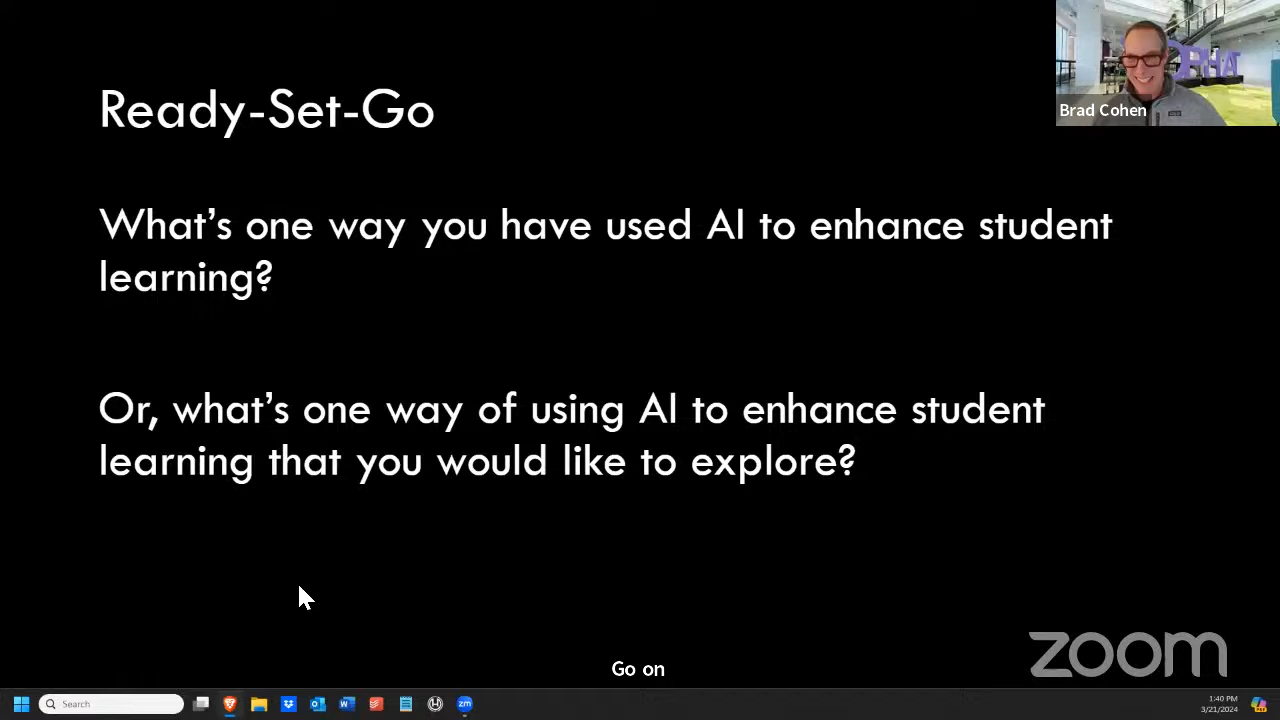 Ready-Set-Go
Brad Cohen
What's one way you have used AI to enhance student
learning?
Or, what's one way of using AI to enhance student
learning that you would like to explore?
zoom
Go on
Search
zm
1:40 PM
3/21/2024